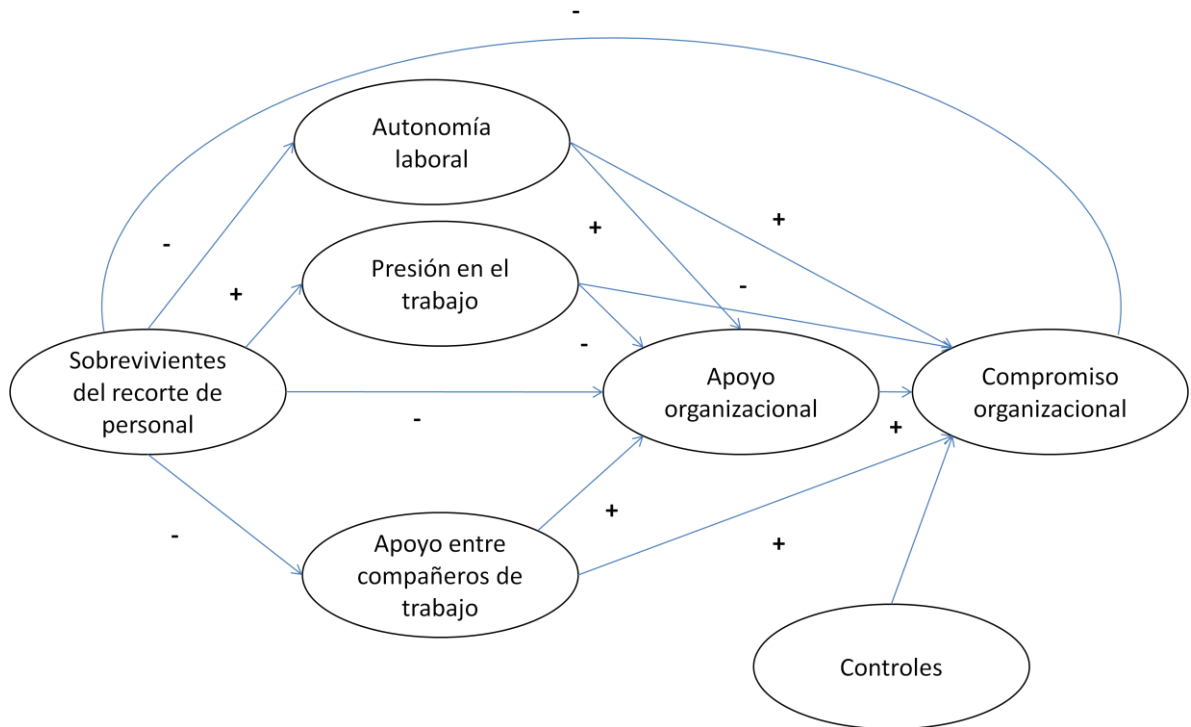 -
Autonomía
laboral
-
+
+
+
Presión en el
trabajo
-
-
Sobrevivientes
del recorte de
personal
-
Apoyo
organizacional
+
Compromiso
organizacional
-
+
+
Apoyo entre
compañeros de
trabajo
Controles